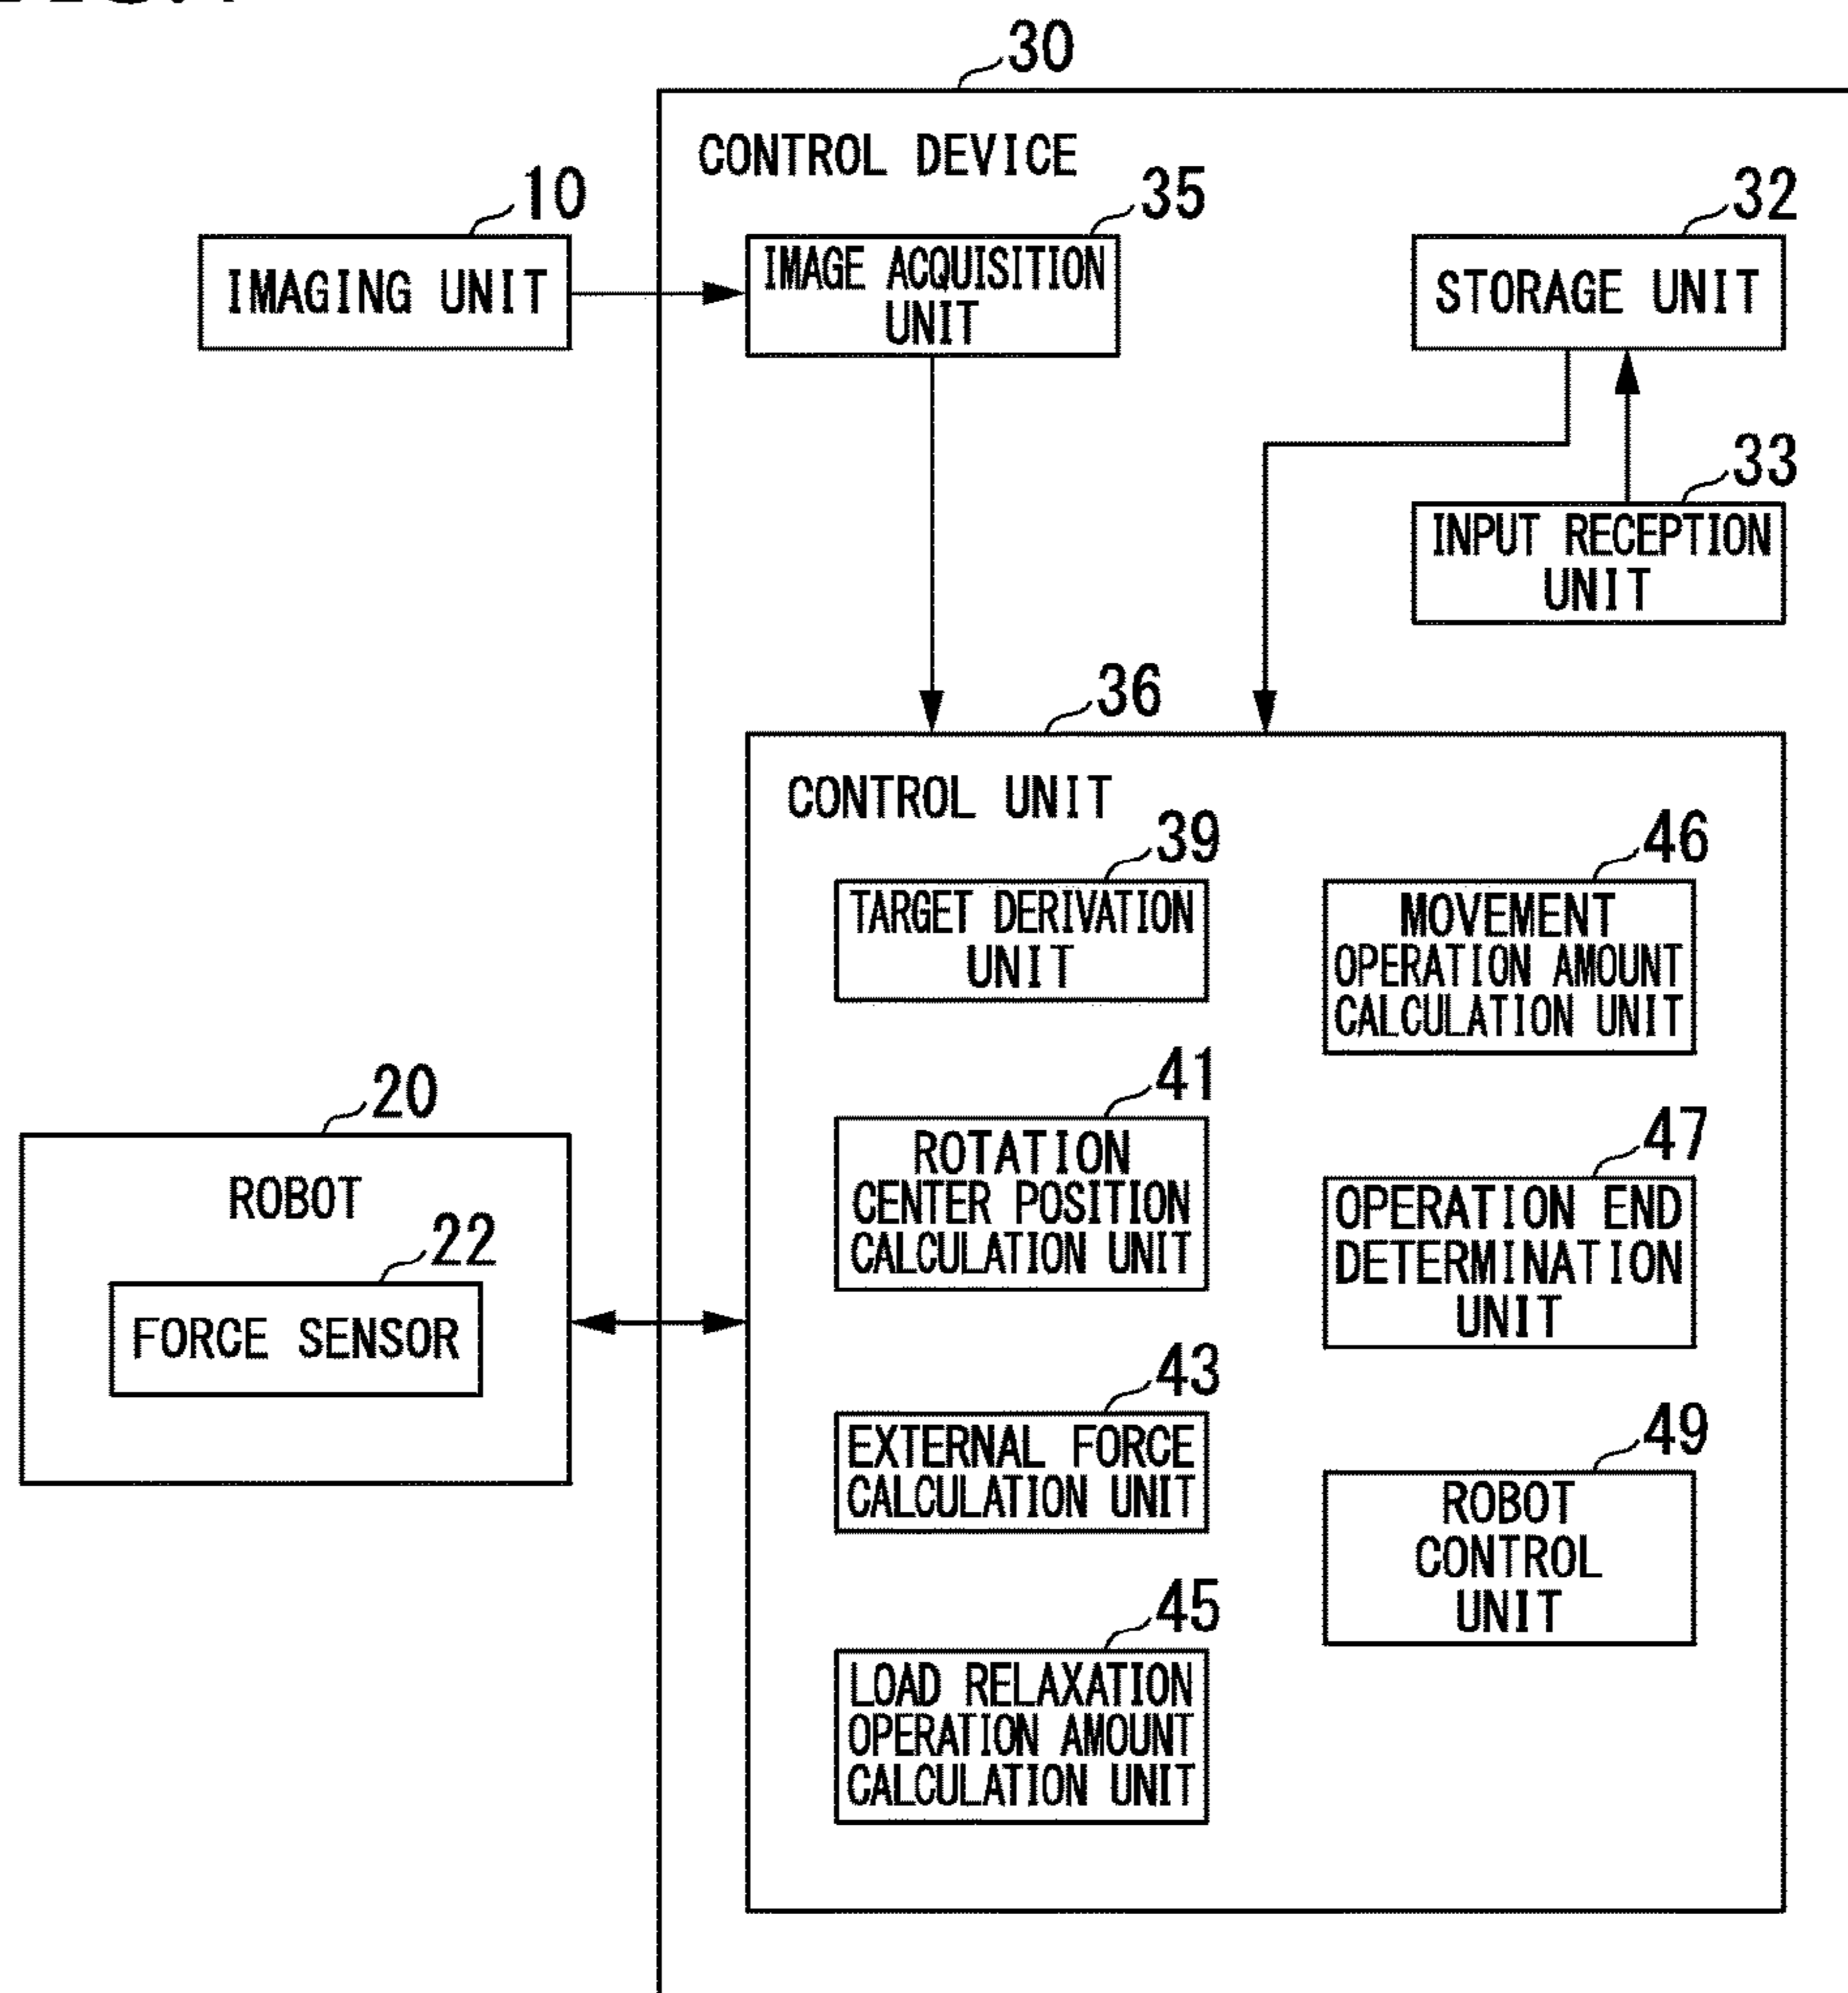 30
CONTROL DEVICE
10
IMAGING UNIT
35
IMAGE ACQUISITION
UNIT
32
STORAGE UNIT
33
INPUT RECEPTION
UNIT
36
CONTROL UNIT
39
TARGET DERIVATION
UNIT
46
MOVEMENT
OPERATION AMOUNT
CALCULATION UNIT
20
ROBOT
22
FORCE SENSOR
41
ROTATION
CENTER POSITION
CALCULATION UNIT
47
OPERATION END
DETERMINATION
UNIT
43
EXTERNAL FORCE
CALCULATION UNIT
49
ROBOT
CONTROL
UNIT
45
LOAD RELAXATION
OPERATION AMOUNT
CALCULATION UNIT